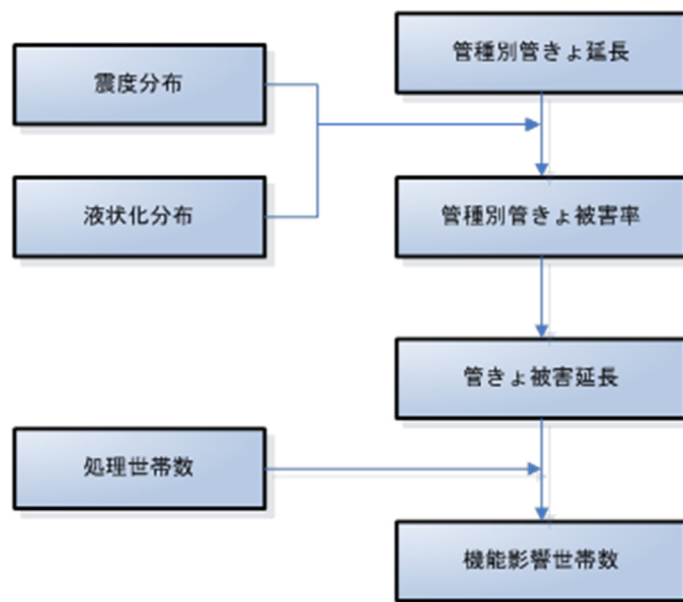 管種別管きょ延長
震度分布
液状化分布
管種別管きょ被害率
管きょ被害延長
処理世帯数
機能影響世帯数